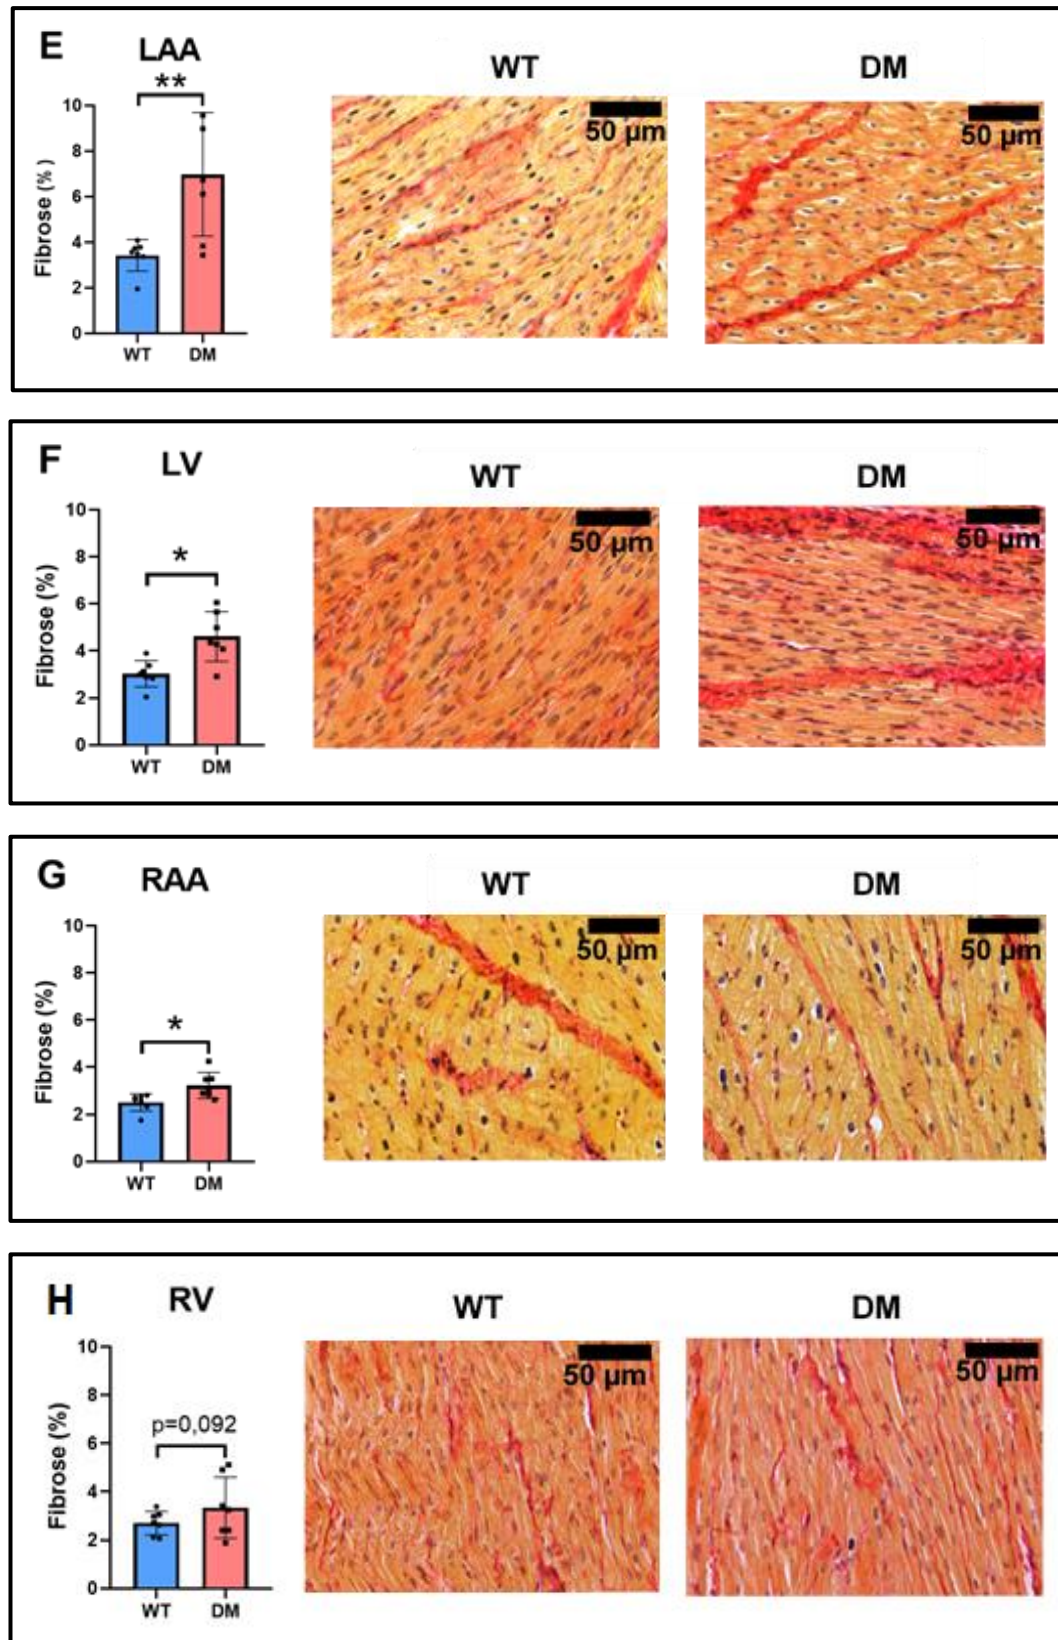 E
LAA
**
Fibrose (%)
10
8
6
4
2
0
WT
DM
WT
50 µm
DM
50 µm
F
LV
*
Fibrose (%)
10
8
6
4
2
0
WT
DM
WT
50 µm
DM
50 µm
G
RAA
*
Fibrose (%)
10
8
6
4
2
0
WT
DM
WT
50 µm
DM
50 µm
H
RV
p=0,092
Fibrose (%)
10
8
6
4
2
0
WT
DM
WT
50 µm
DM
50 µm